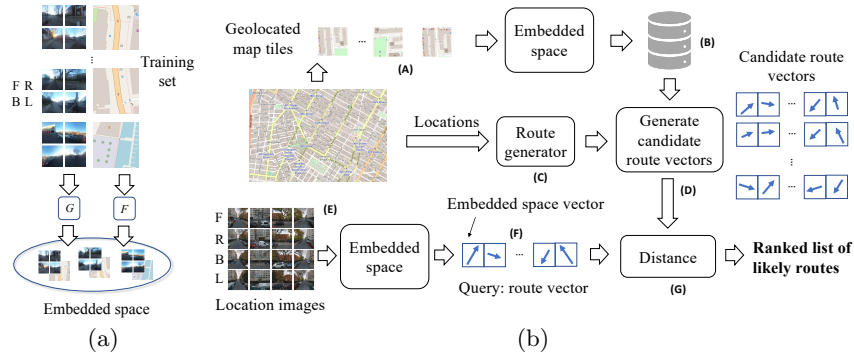 Training
set
F R
B L
G
F
Embedded space
(a)
Geolocated
map tiles
...
(A)
Embedded
space
(B)
Candidate route
vectors
Locations
Route
generator
(C)
Generate
candidate
route vectors
(D)
...
...
...
...
(E)
F
R
B
L
Location images
Embedded
space
Embedded space vector
(F)
...
Query: route vector
Distance
(G)
Ranked list of
likely routes
(b)